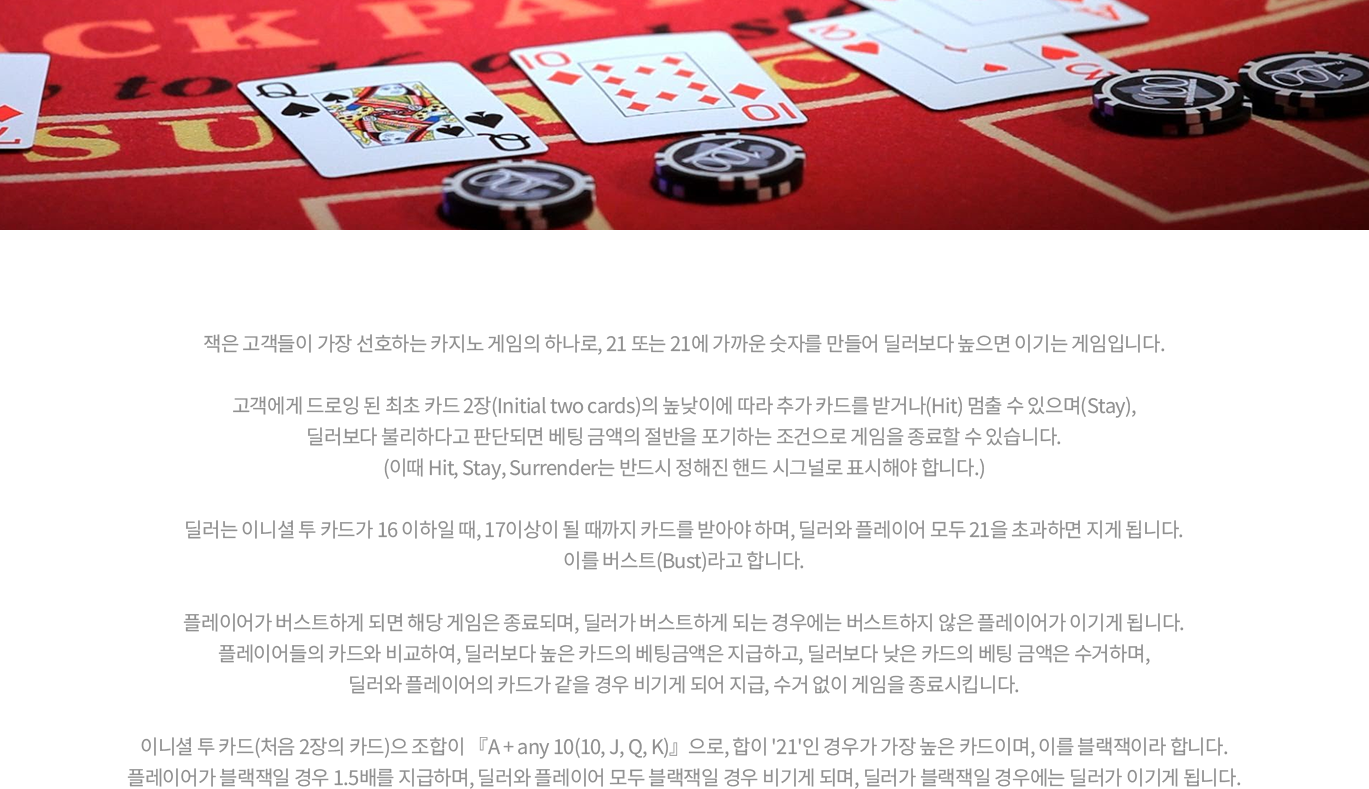 ACK PA
to
SU
Q
Q
10
10
2
2
A
100
100
잭은 고객들이 가장 선호하는 카지노 게임의 하나로, 21 또는 21에 가까운 숫자를 만들어 딜러보다 높으면 이기는 게임입니다.
고객에게 드로잉 된 최초 카드 2장(Initial two cards)의 높낮이에 따라 추가 카드를 받거나(Hit) 멈출 수 있으며(Stay),
딜러보다 불리하다고 판단되면 베팅 금액의 절반을 포기하는 조건으로 게임을 종료할 수 있습니다.
(이때 Hit, Stay, Surrender는 반드시 정해진 핸드 시그널로 표시해야 합니다.)
딜러는 이니셜 투 카드가 16 이하일 때, 17이상이 될 때까지 카드를 받아야 하며, 딜러와 플레이어 모두 21을 초과하면 지게 됩니다.
이를 버스트(Bust)라고 합니다.
플레이어가 버스트하게 되면 해당 게임은 종료되며, 딜러가 버스트하게 되는 경우에는 버스트하지 않은 플레이어가 이기게 됩니다.
플레이어들의 카드와 비교하여, 딜러보다 높은 카드의 베팅금액은 지급하고, 딜러보다 낮은 카드의 베팅 금액은 수거하며,
딜러와 플레이어의 카드가 같을 경우 비기게 되어 지급, 수거 없이 게임을 종료시킵니다.
이니셜 투 카드(처음 2장의 카드)으 조합이 『A + any 10(10, J, Q, K)』으로, 합이 '21'인 경우가 가장 높은 카드이며, 이를 블랙잭이라 합니다.
플레이어가 블랙잭일 경우 1.5배를 지급하며, 딜러와 플레이어 모두 블랙잭일 경우 비기게 되며, 딜러가 블랙잭일 경우에는 딜러가 이기게 됩니다.